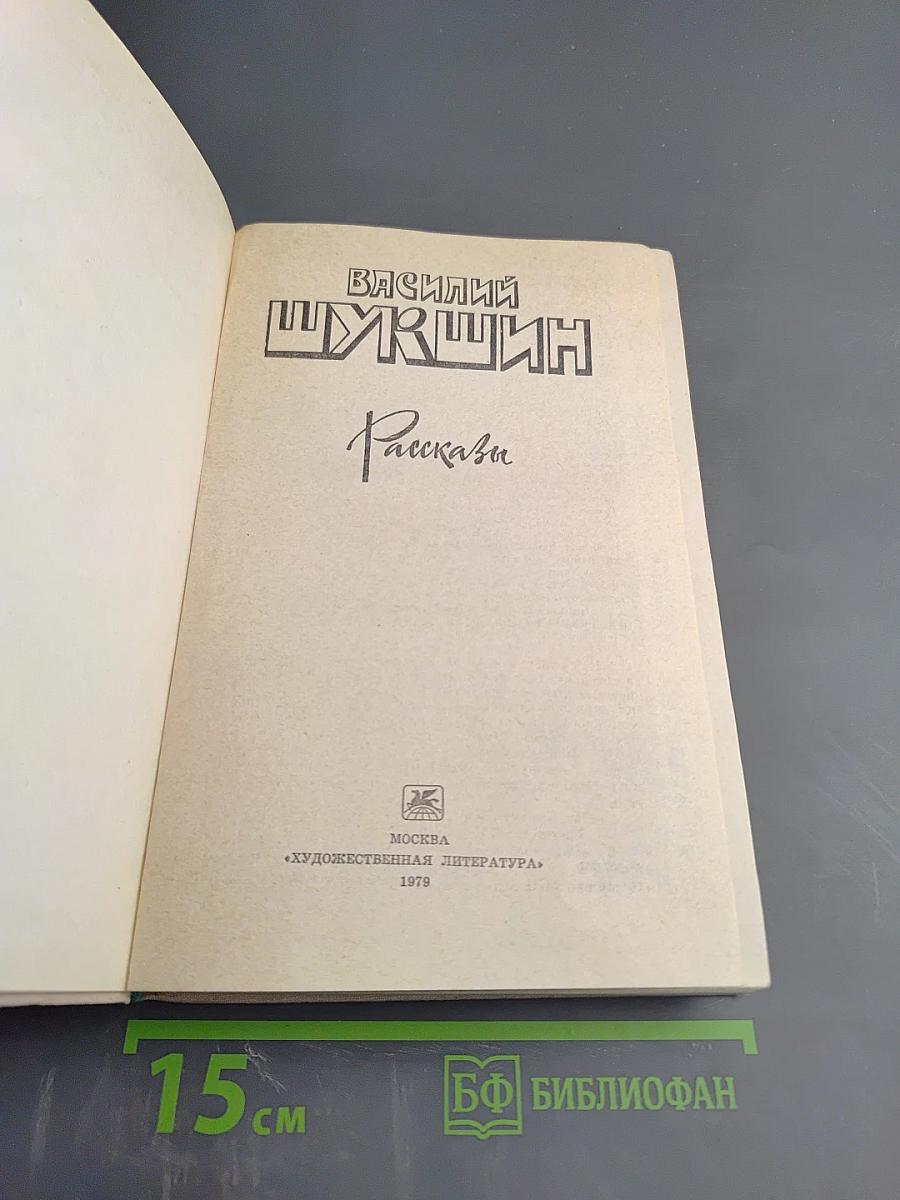 ВАСИЛИЙ
ШУКШИН
Рассказы
МОСКВА
«ХУДОЖЕСТВЕННАЯ ЛИТЕРАТУРА»
1979
15 см
БФ БИБЛИОФАН